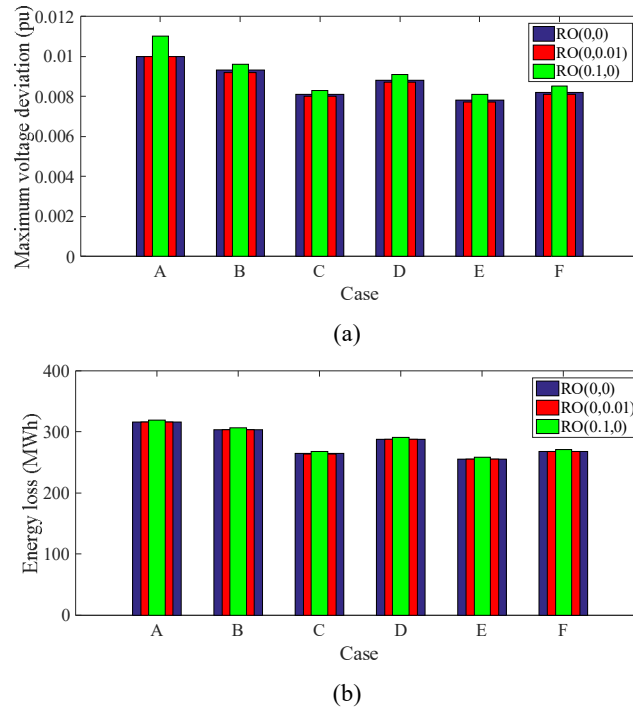 Maximum voltage deviation (pu)
0.012
0.01
0.008
0.006
0.004
0.002
0
RO(0,0)
RO(0,0.01)
RO(0.1,0)
A B C D E F
Case
(a)
Energy loss (MWh)
400
300
200
100
0
RO(0,0)
RO(0,0.01)
RO(0.1,0)
A B C D E F
Case
(b)